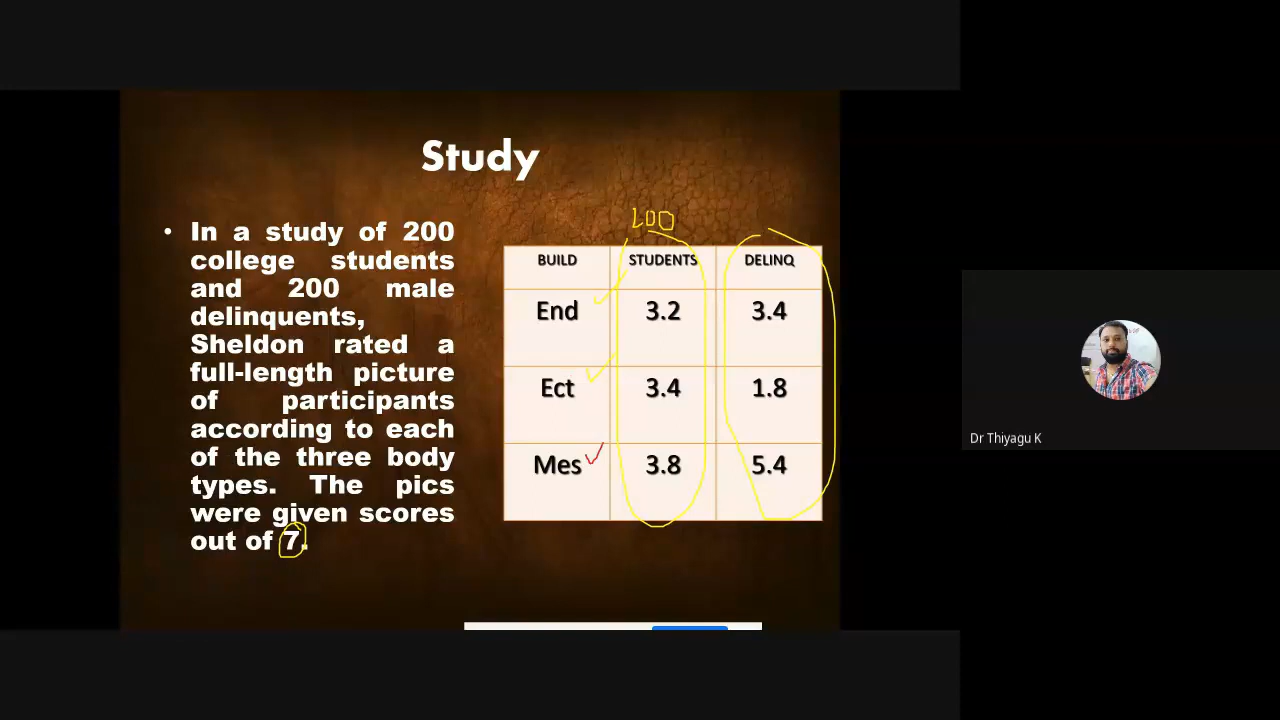 Study
• In a study of 200
college students
and 200 male
delinquents,
Sheldon rated a
full-length picture
of participants
according to each
of the three body
types. The pics
were given scores
out of 7.
BUILD STUDENTS DELINQ
End 3.2 3.4
Ect 3.4 1.8
Mes 3.8 5.4
Dr Thiyagu K